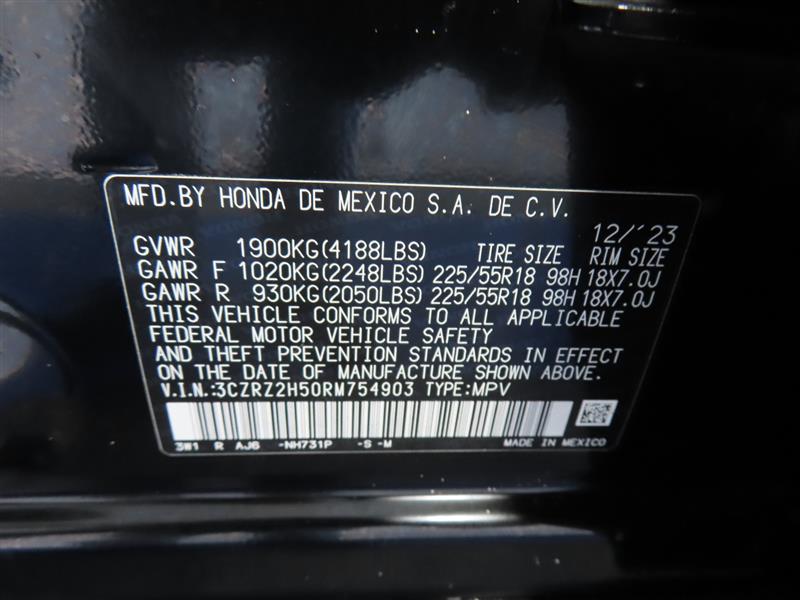 MFD.BY HONDA DE MEXICO S.A. DE C.V.
12/'23
GVWR 1900KG(4188LBS) TIRE SIZE RIM SIZE
GAWR F 1020KG(2248LBS) 225/55R18 98H 18X7.0J
GAWR R 930KG(2050LBS) 225/55R18 98H 18X7.0J
THIS VEHICLE CONFORMS TO ALL APPLICABLE
FEDERAL MOTOR VEHICLE SAFETY
AND THEFT PREVENTION STANDARDS IN EFFECT
ON THE DATE OF MANUFACTURE SHOWN ABOVE.
V.I.N.:3CZRZ2H50RM754903 TYPE:MPV
3W1 R AJ6 -NH731P -S -M MADE IN MEXICO